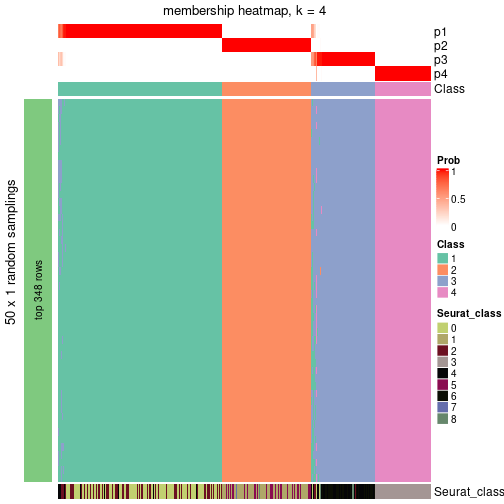 membership heatmap, k = 4
p1
p2
p3
p4
Class
50 x 1 random samplings
top 348 rows
Prob
1
0.5
0
Class
1
2
3
4
Seurat_class
0
1
2
3
4
5
6
7
8
Seurat_class